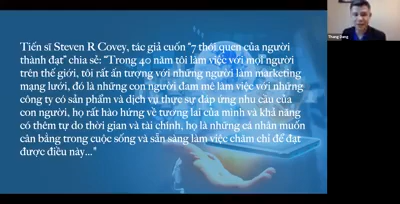 Tiến sĩ Steven R Covey, tác giả cuốn "7 thói quen của người
thành đạt" chia sẻ: "Trong 40 năm tôi làm việc với mọi người
trên thế giới, tôi rất ấn tượng với những người làm marketing
mạng lưới, đó là những con người đam mê làm việc với những
công ty có sản phẩm và dịch vụ thực sự đáp ứng nhu cầu của
con người, họ rất hào hứng về tương lai của mình và khả năng
có thêm tự do thời gian và tài chính, họ là những cá nhân muốn
cân bằng trong cuộc sống và sẵn sàng làm việc chăm chỉ để đạt
được điều này..."
Thang Dang